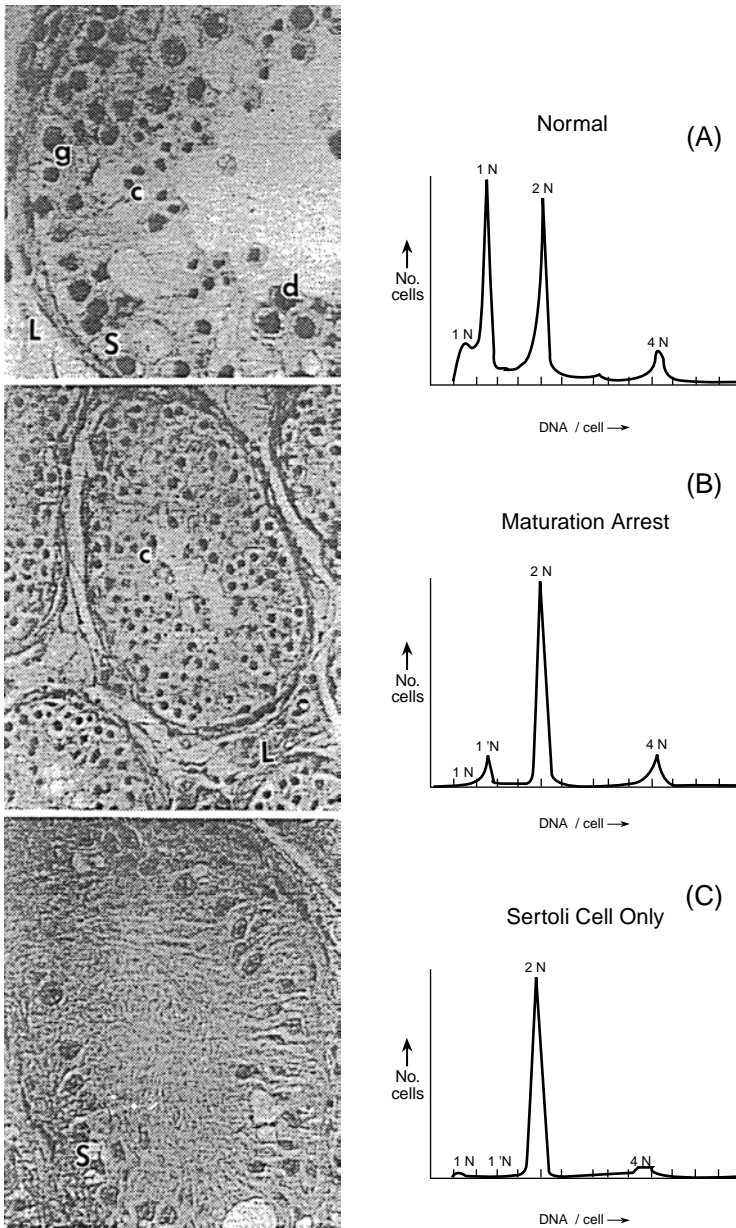 g
c
d
L
S
Normal
(A)
1 N
2 N
1 N
4 N
No.
cells
DNA / cell
c
L
(B)
Maturation Arrest
2 N
1 'N
4 N
1 N
No.
cells
DNA / cell
S
(C)
Sertoli Cell Only
2 N
1 N
1 'N
4 N
No.
cells
DNA / cell